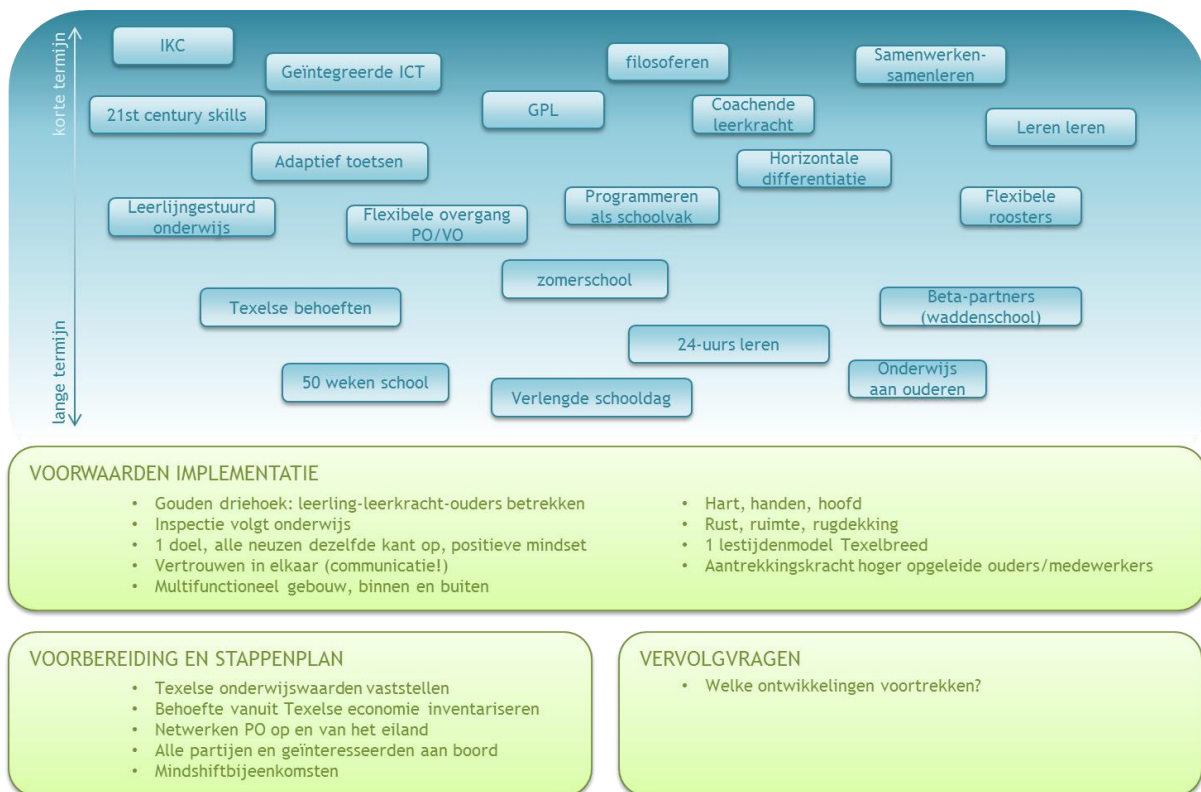 korte termijn
lange termijn
IKC
Geïntegreerde ICT
filosoferen
Samenwerken-
samenleren
21st century skills
GPL
Coachende
leerkracht
Leren leren
Adaptief toetsen
Horizontale
differentiatie
Leerlijngestuurd
onderwijs
Flexibele overgang
PO/VO
Programmeren
als schoolvak
Flexibele
roosters
zomerschool
Texelse behoeften
Beta-partners
(waddenschool)
24-uurs leren
50 weken school
Verlengde schooldag
Onderwijs
aan ouderen
VOORWAARDEN IMPLEMENTATIE
• Gouden driehoek: leerling-leerkracht-ouders betrekken
• Inspectie volgt onderwijs
• 1 doel, alle neuzen dezelfde kant op, positieve mindset
• Vertrouwen in elkaar (communicatie!)
• Multifunctioneel gebouw, binnen en buiten
• Hart, handen, hoofd
• Rust, ruimte, rugdekking
• 1 lestijdenmodel Texelbreed
• Aantrekkingskracht hoger opgeleide ouders/medewerkers
VOORBEREIDING EN STAPPENPLAN
• Texelse onderwijswaarden vaststellen
• Behoefte vanuit Texelse economie inventariseren
• Netwerken PO op en van het eiland
• Alle partijen en geïnteresseerden aan boord
• Mindshiftbijeenkomsten
VERVOLGVRAGEN
• Welke ontwikkelingen voortrekken?